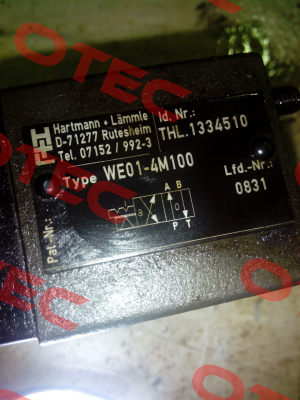 OTEC
Hartmann + Lämmle
D-71277 Rutesheim
Tel. 07152 / 992-3
Id. Nr.:
THL.1334510
Type WE01-4M100
Lfd.-Nr.:
0831
A B
0
P T
Pat.-Nr.:
OTEC
OTEC
OTEC